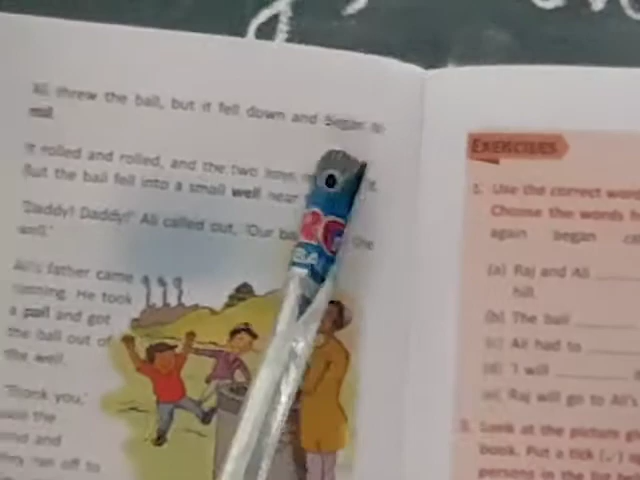 Ali threw the ball, but it fell down and began to
roll.
It rolled and rolled, and the two boys
But the ball fell into a small well near
'Daddy! Daddy!' Ali called out, 'Our the
well.'
Ali's father came
running. He took
a pail and got
the ball out of
the well.
'Thank you,'
said the
and
they ran off to
EXERCISES
1. Use the correct
Choose the words
again began
(a) Raj and Ali
hill.
(b) The ball
(c) Ali had to
(d) 'I will
(e) Raj will go to Ali's
2. Look at the picture
book. Put a tick (✓)
persons in the list